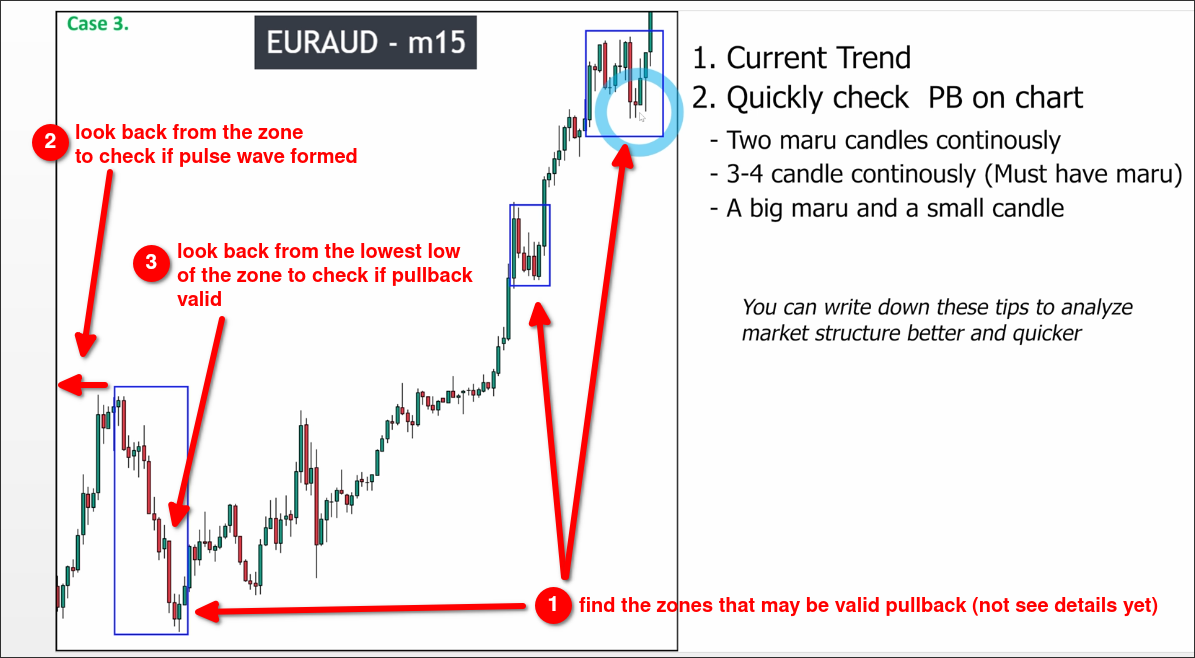 Case 3.
EURAUD - m15
1. Current Trend
2. Quickly check PB on chart
- Two maru candles continously
- 3-4 candle continously (Must have maru)
- A big maru and a small candle
You can write down these tips to analyze
market structure better and quicker
2
look back from the zone
to check if pulse wave formed
3
look back from the lowest low
of the zone to check if pullback
valid
1
find the zones that may be valid pullback (not see details yet)